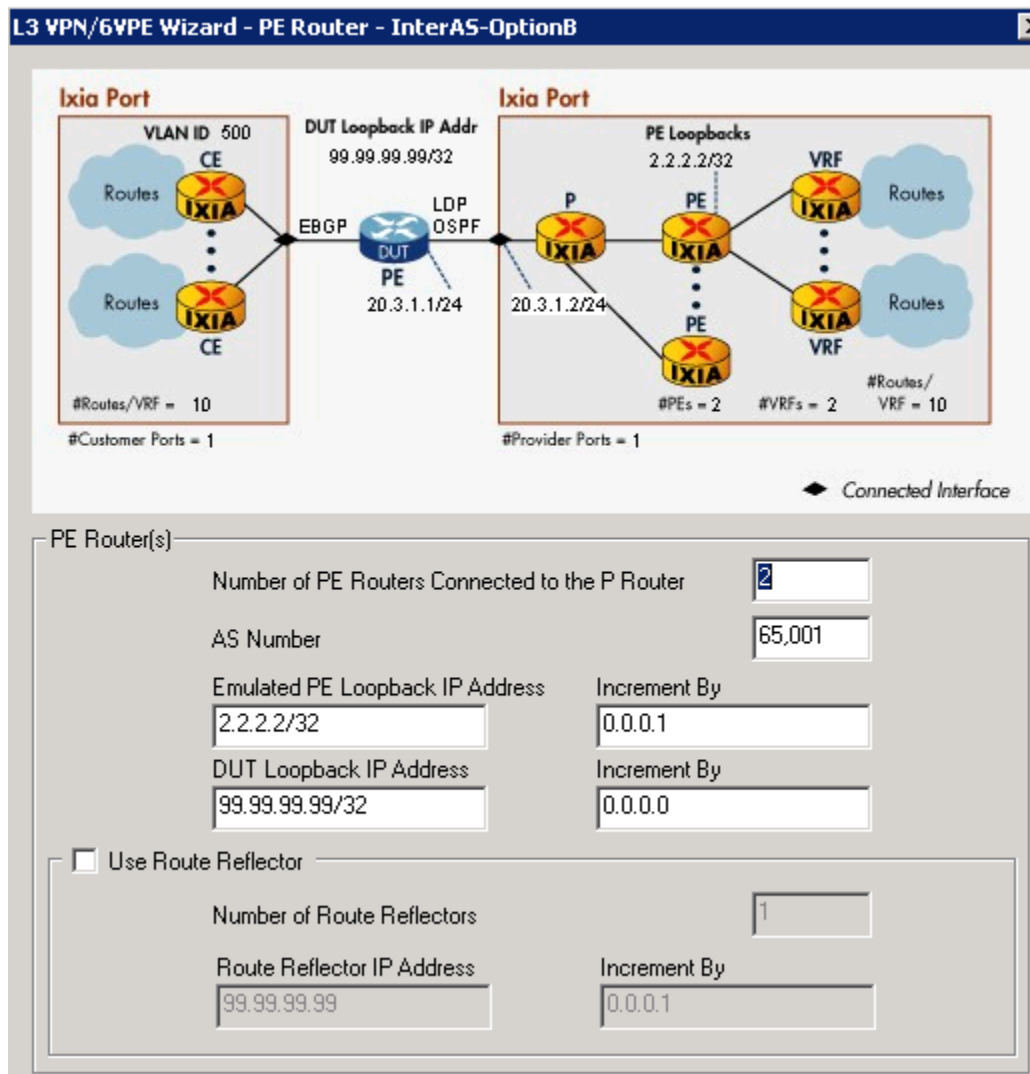 L3 VPN/6VPE Wizard - PE Router - InterAS-OptionB
Ixia Port
Ixia Port
VLAN ID 500
DUT Loopback IP Addr
99.99.99.99/32
PE Loopbacks
2.2.2.2/32
CE
Routes
IXIA
EBGP
DUT
PE
LDP
OSPF
P
IXIA
PE
IXIA
VRF
IXIA
Routes
20.3.1.1/24
20.3.1.2/24
Routes
IXIA
CE
PE
IXIA
IXIA
VRF
Routes
#Routes/VRF = 10
#PEs = 2
#VRFs = 2
#Routes/
VRF = 10
#Customer Ports = 1
#Provider Ports = 1
Connected Interface
PE Router(s)
Number of PE Routers Connected to the P Router
2
AS Number
65,001
Emulated PE Loopback IP Address
Increment By
2.2.2.2/32
0.0.0.1
DUT Loopback IP Address
Increment By
99.99.99.99/32
0.0.0.0
Use Route Reflector
Number of Route Reflectors
1
Route Reflector IP Address
Increment By
99.99.99.99
0.0.0.1